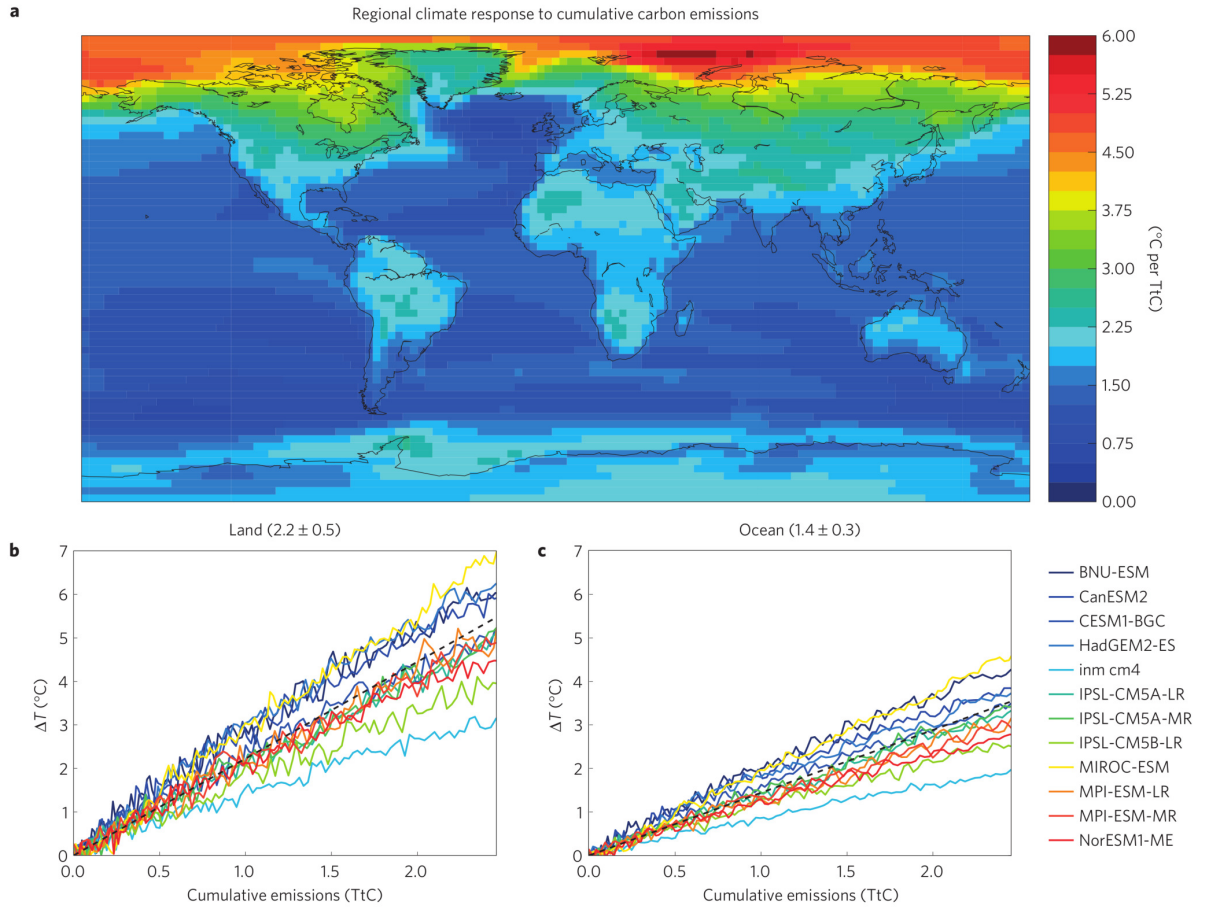 a
Regional climate response to cumulative carbon emissions
6.00
5.25
4.50
3.75
3.00
2.25
1.50
0.75
0.00
(°C per TtC)
b
Land (2.2 ± 0.5)
7
6
5
4
3
2
1
0
ΔT (°C)
0.0 0.5 1.0 1.5 2.0
Cumulative emissions (TtC)
c
Ocean (1.4 ± 0.3)
7
6
5
4
3
2
1
0
ΔT (°C)
0.0 0.5 1.0 1.5 2.0
Cumulative emissions (TtC)
BNU-ESM
CanESM2
CESM1-BGC
HadGEM2-ES
inm cm4
IPSL-CM5A-LR
IPSL-CM5A-MR
IPSL-CM5B-LR
MIROC-ESM
MPI-ESM-LR
MPI-ESM-MR
NorESM1-ME